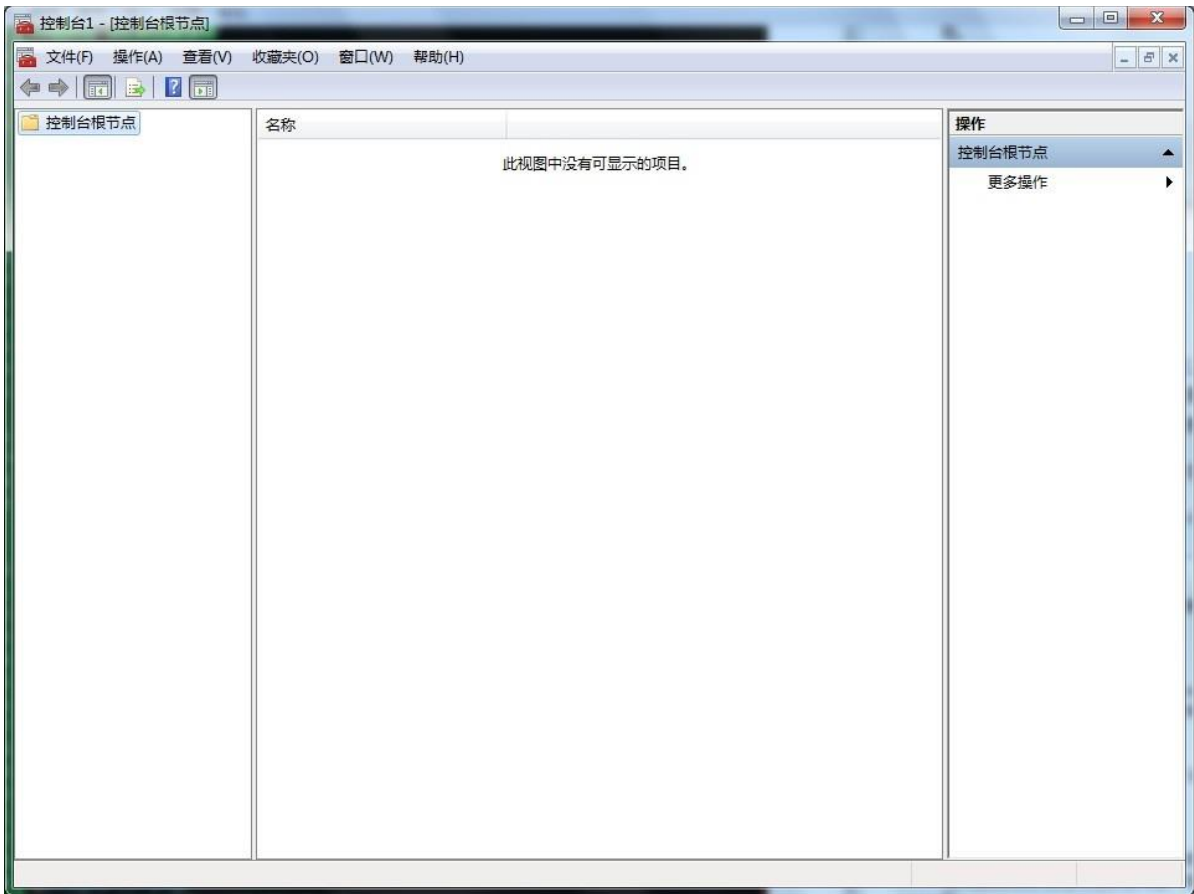 控制台1 - [控制台根节点]
文件(F) 操作(A) 查看(V) 收藏夹(O) 窗口(W) 帮助(H)
控制台根节点
名称
此视图中没有可显示的项目。
操作
控制台根节点
更多操作